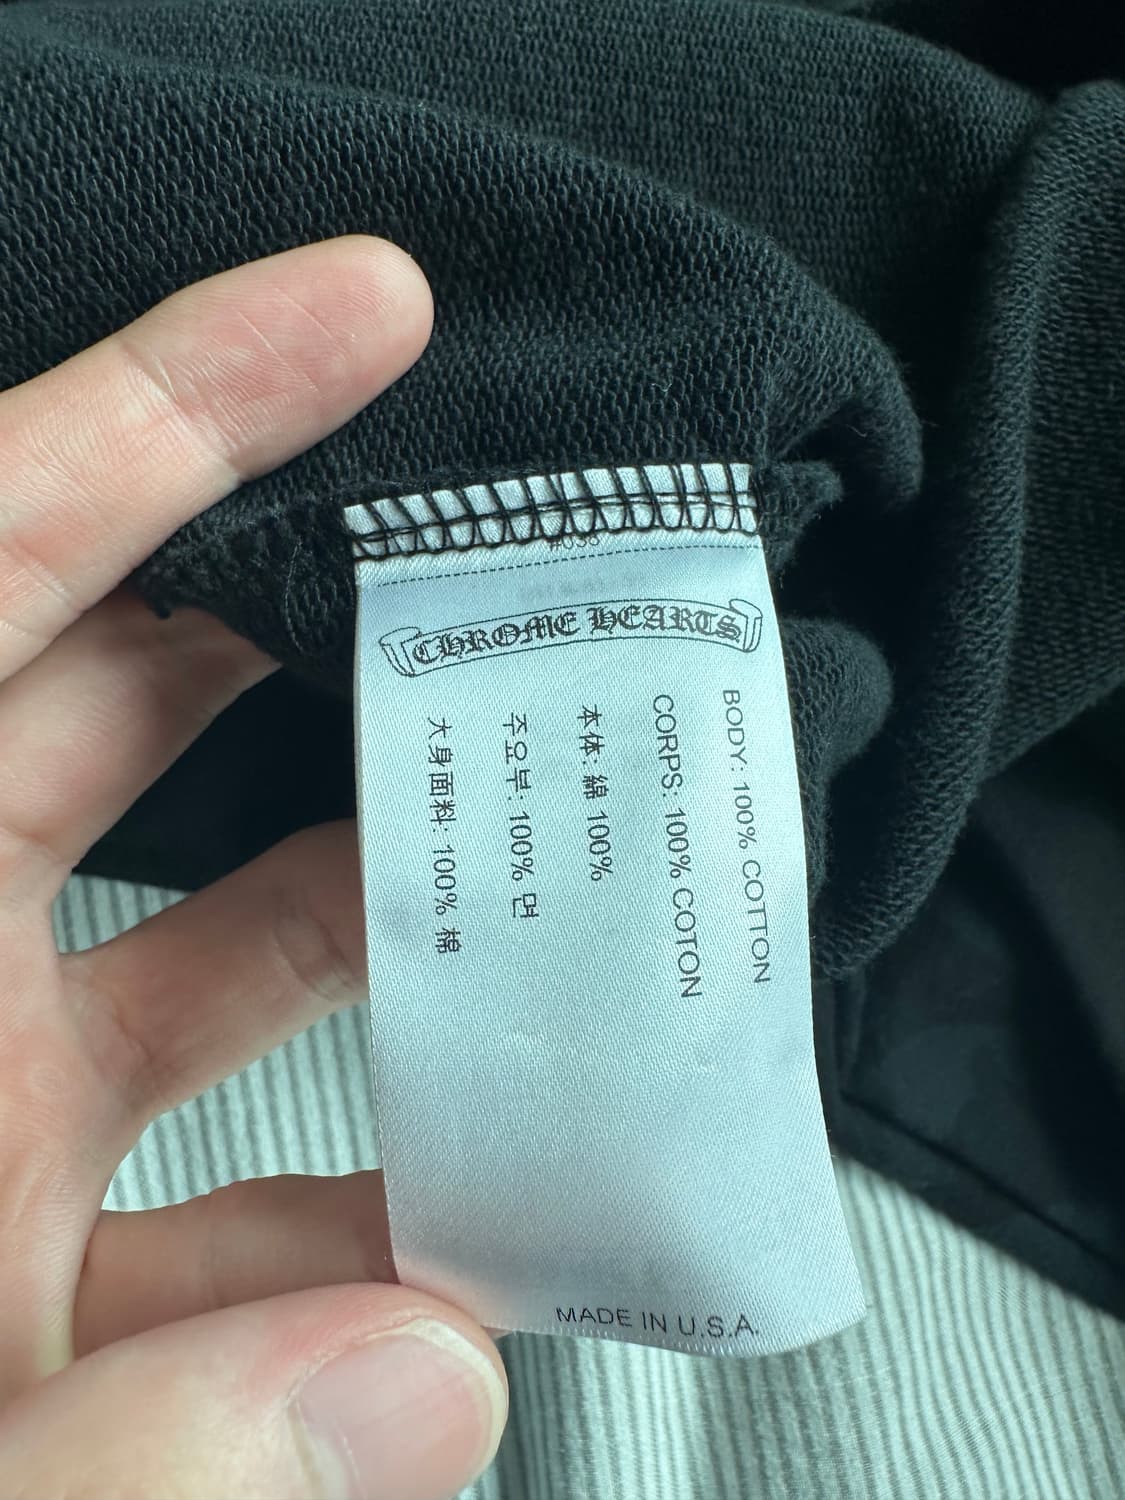 CHROME HEARTS
BODY: 100% COTTON
CORPS: 100% COTON
本体: 綿 100%
주요부: 100% 면
大身面料: 100% 棉
MADE IN U.S.A.